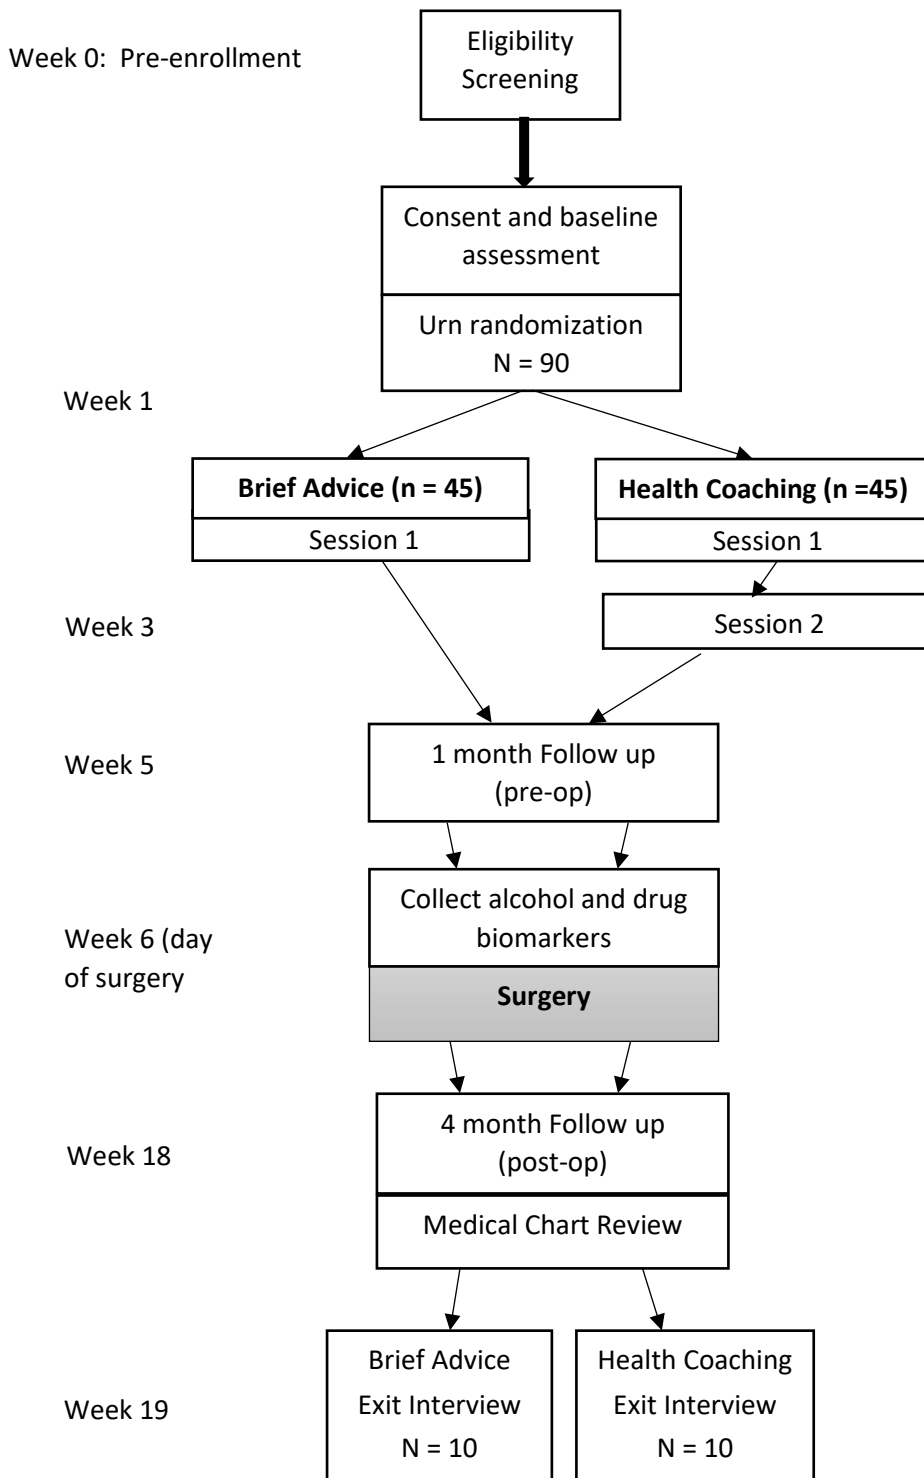 Week 0:  Pre-enrollment
Eligibility
Screening
Consent and baseline
assessment
Urn randomization
N = 90
Week 1
Brief Advice (n = 45)
Health Coaching (n =45)
Session 1
Session 1
Week 3
Session 2
Week 5
1 month Follow up
(pre-op)
Week 6 (day
of surgery
Collect alcohol and drug
biomarkers
Surgery
Week 18
4 month Follow up
(post-op)
Medical Chart Review
Week 19
Brief Advice
Exit Interview
N = 10
Health Coaching
Exit Interview
N = 10